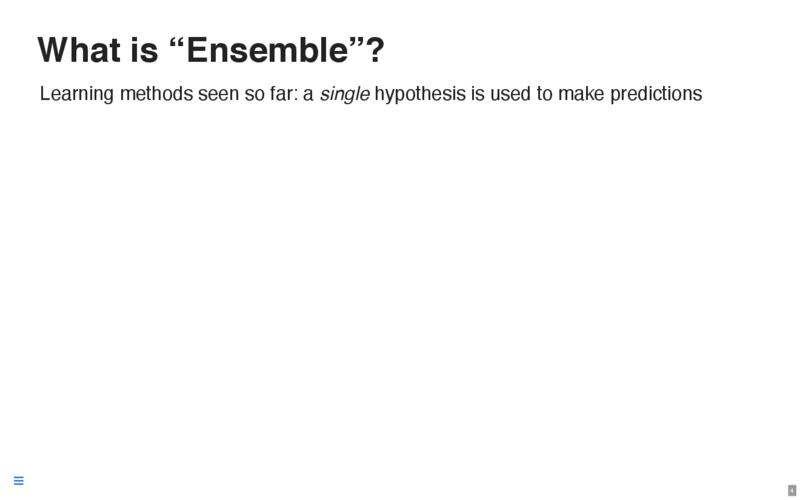 What is “Ensemble”?
Learning methods seen so far: a single hypothesis is used to make predictions
4